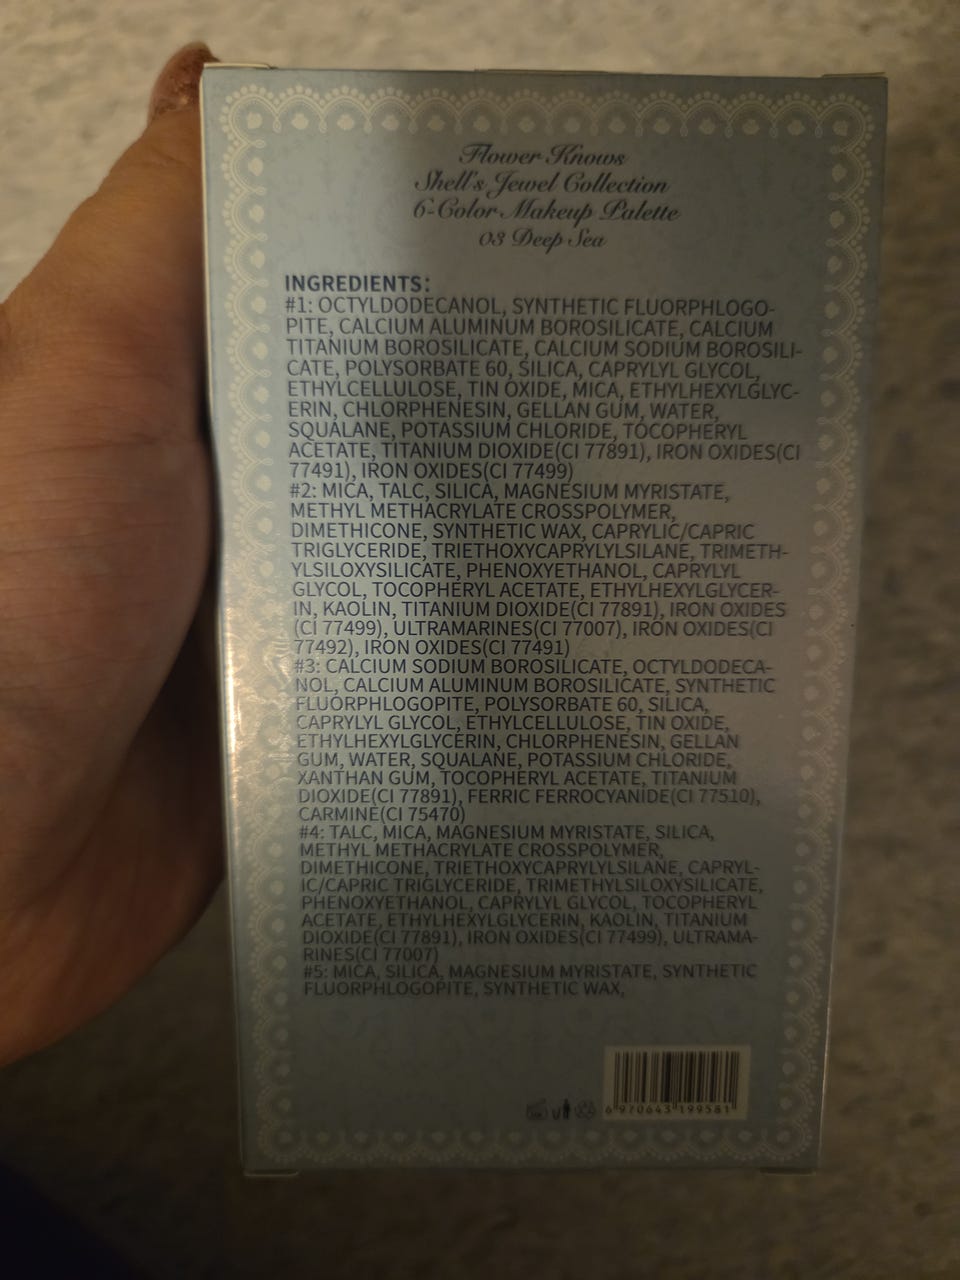 Flower Knows
Shell's Jewel Collection
6-Color Makeup Palette
03 Deep Sea
INGREDIENTS:
#1: OCTYLDODECANOL, SYNTHETIC FLUORPHLOGO-
PITE, CALCIUM ALUMINUM BOROSILICATE, CALCIUM
TITANIUM BOROSILICATE, CALCIUM SODIUM BOROSILI-
CATE, POLYSORBATE 60, SILICA, CAPRYLYL GLYCOL,
ETHYLCELLULOSE, TIN OXIDE, MICA, ETHYLHEXYLGLYC-
ERIN, CHLORPHENESIN, GELLAN GUM, WATER,
SQUALANE, POTASSIUM CHLORIDE, TOCOPHERYL
ACETATE, TITANIUM DIOXIDE(CI 77891), IRON OXIDES(CI
77491), IRON OXIDES(CI 77499)
#2: MICA, TALC, SILICA, MAGNESIUM MYRISTATE,
METHYL METHACRYLATE CROSSPOLYMER,
DIMETHICONE, SYNTHETIC WAX, CAPRYLIC/CAPRIC
TRIGLYCERIDE, TRIETHOXYCAPRYLYLSILANE, TRIMETH-
YLSILOXYSILICATE, PHENOXYETHANOL, CAPRYLYL
GLYCOL, TOCOPHERYL ACETATE, ETHYLHEXYLGLYCER-
IN, KAOLIN, TITANIUM DIOXIDE(CI 77891), IRON OXIDES
(CI 77499), ULTRAMARINES(CI 77007), IRON OXIDES(CI
77492), IRON OXIDES(CI 77491)
#3: CALCIUM SODIUM BOROSILICATE, OCTYLDODECA-
NOL, CALCIUM ALUMINUM BOROSILICATE, SYNTHETIC
FLUORPHLOGOPITE, POLYSORBATE 60, SILICA,
CAPRYLYL GLYCOL, ETHYLCELLULOSE, TIN OXIDE,
ETHYLHEXYLGLYCERIN, CHLORPHENESIN, GELLAN
GUM, WATER, SQUALANE, POTASSIUM CHLORIDE,
XANTHAN GUM, TOCOPHERYL ACETATE, TITANIUM
DIOXIDE(CI 77891), FERRIC FERROCYANIDE(CI 77510),
CARMINE(CI 75470)
#4: TALC, MICA, MAGNESIUM MYRISTATE, SILICA,
METHYL METHACRYLATE CROSSPOLYMER,
DIMETHICONE, TRIETHOXYCAPRYLYLSILANE, CAPRYL-
IC/CAPRIC TRIGLYCERIDE, TRIMETHYLSILOXYSILICATE,
PHENOXYETHANOL, CAPRYLYL GLYCOL, TOCOPHERYL
ACETATE, ETHYLHEXYLGLYCERIN, KAOLIN, TITANIUM
DIOXIDE(CI 77891), IRON OXIDES(CI 77499), ULTRAMA-
RINES(CI 77007)
#5: MICA, SILICA, MAGNESIUM MYRISTATE, SYNTHETIC
FLUORPHLOGOPITE, SYNTHETIC WAX,
6 970643 199581